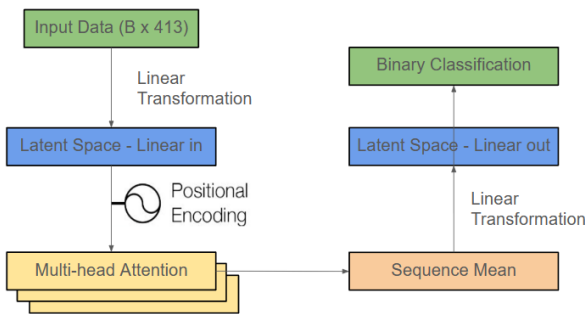 Input Data (B x 413)
Linear
Transformation
Latent Space - Linear in
Positional
Encoding
Multi-head Attention
Sequence Mean
Linear
Transformation
Latent Space - Linear out
Binary Classification